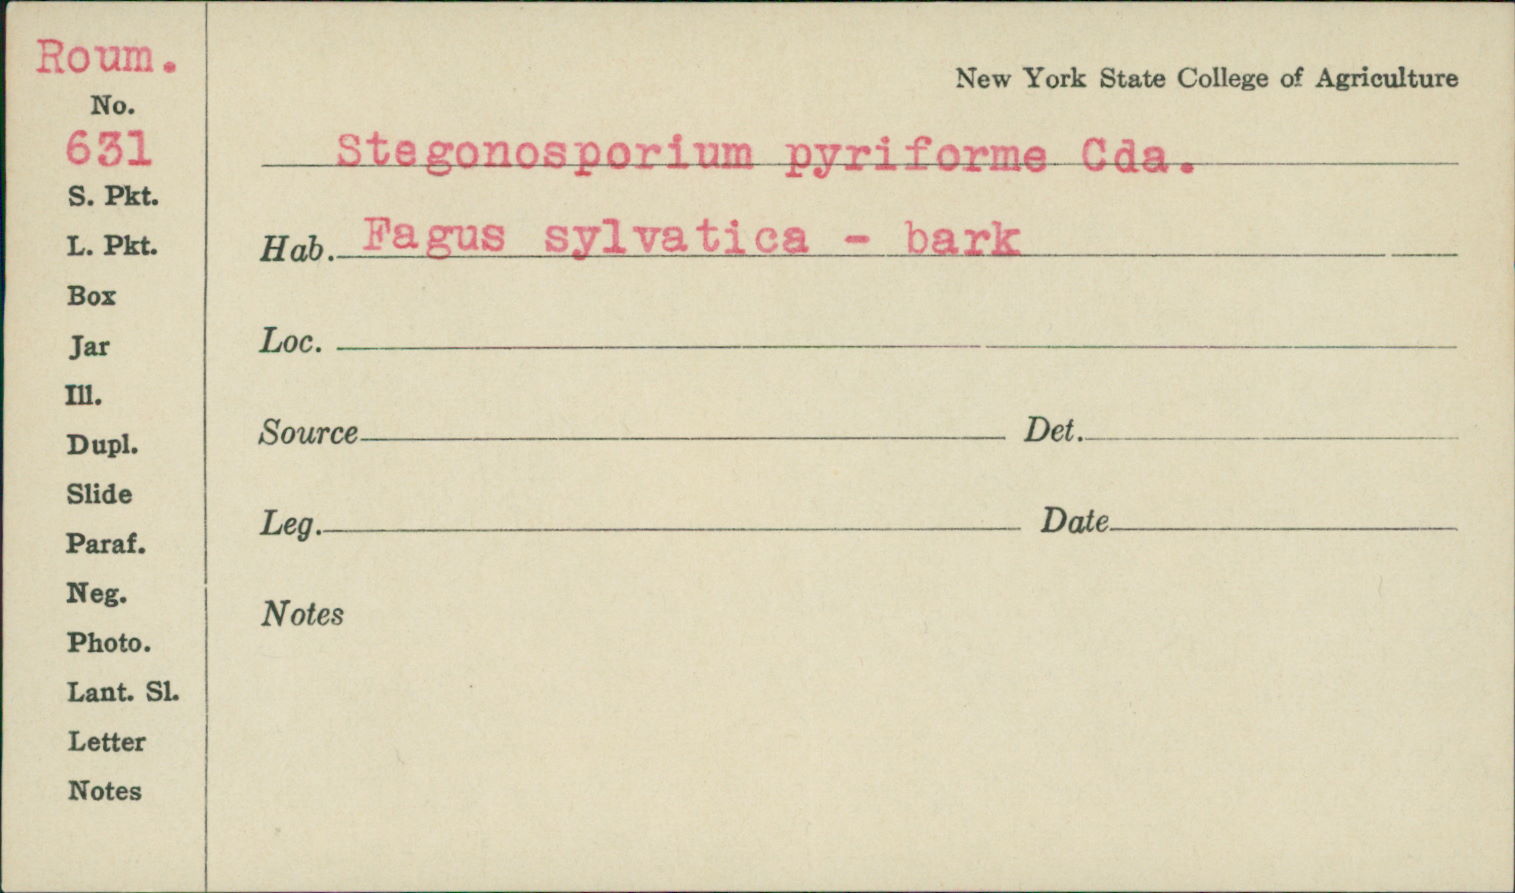 Roum.
No.
631
S. Pkt.
L. Pkt.
Box
Jar
Ill.
Dupl.
Slide
Paraf.
Neg.
Photo.
Lant. Sl.
Letter
Notes
New York State College of Agriculture
Stegonosporium pyriforme Cda.
Hab. Fagus sylvatica - bark
Loc.
Source Det.
Leg. Date
Notes